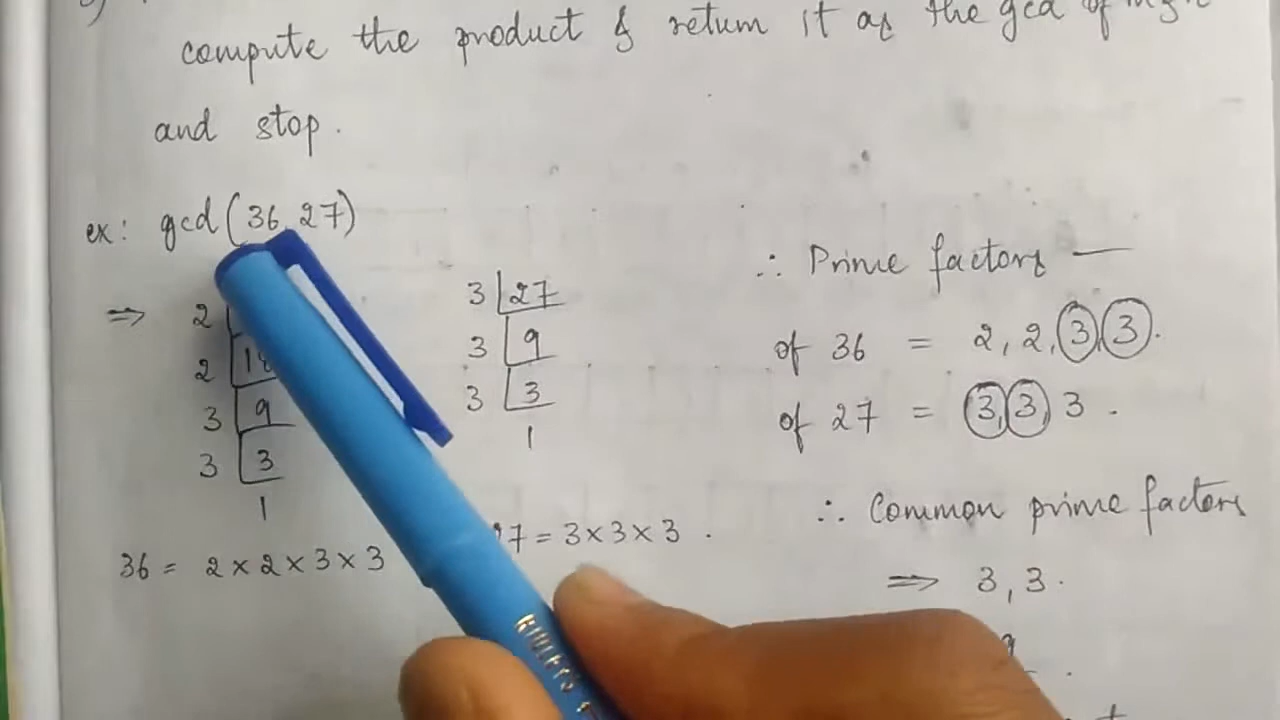 compute the product & return it as the gcd of m & n
and stop.
ex: gcd (36, 27)
⇒ 2
2 | 18
3 | 9
3 | 3
1
36 = 2 × 2 × 3 × 3
3 | 27
3 | 9
3 | 3
1
27 = 3 × 3 × 3 .
∴ Prime factors —
of 36 = 2, 2, 3, 3.
of 27 = 3, 3, 3 .
∴ Common prime factors
⇒ 3, 3.